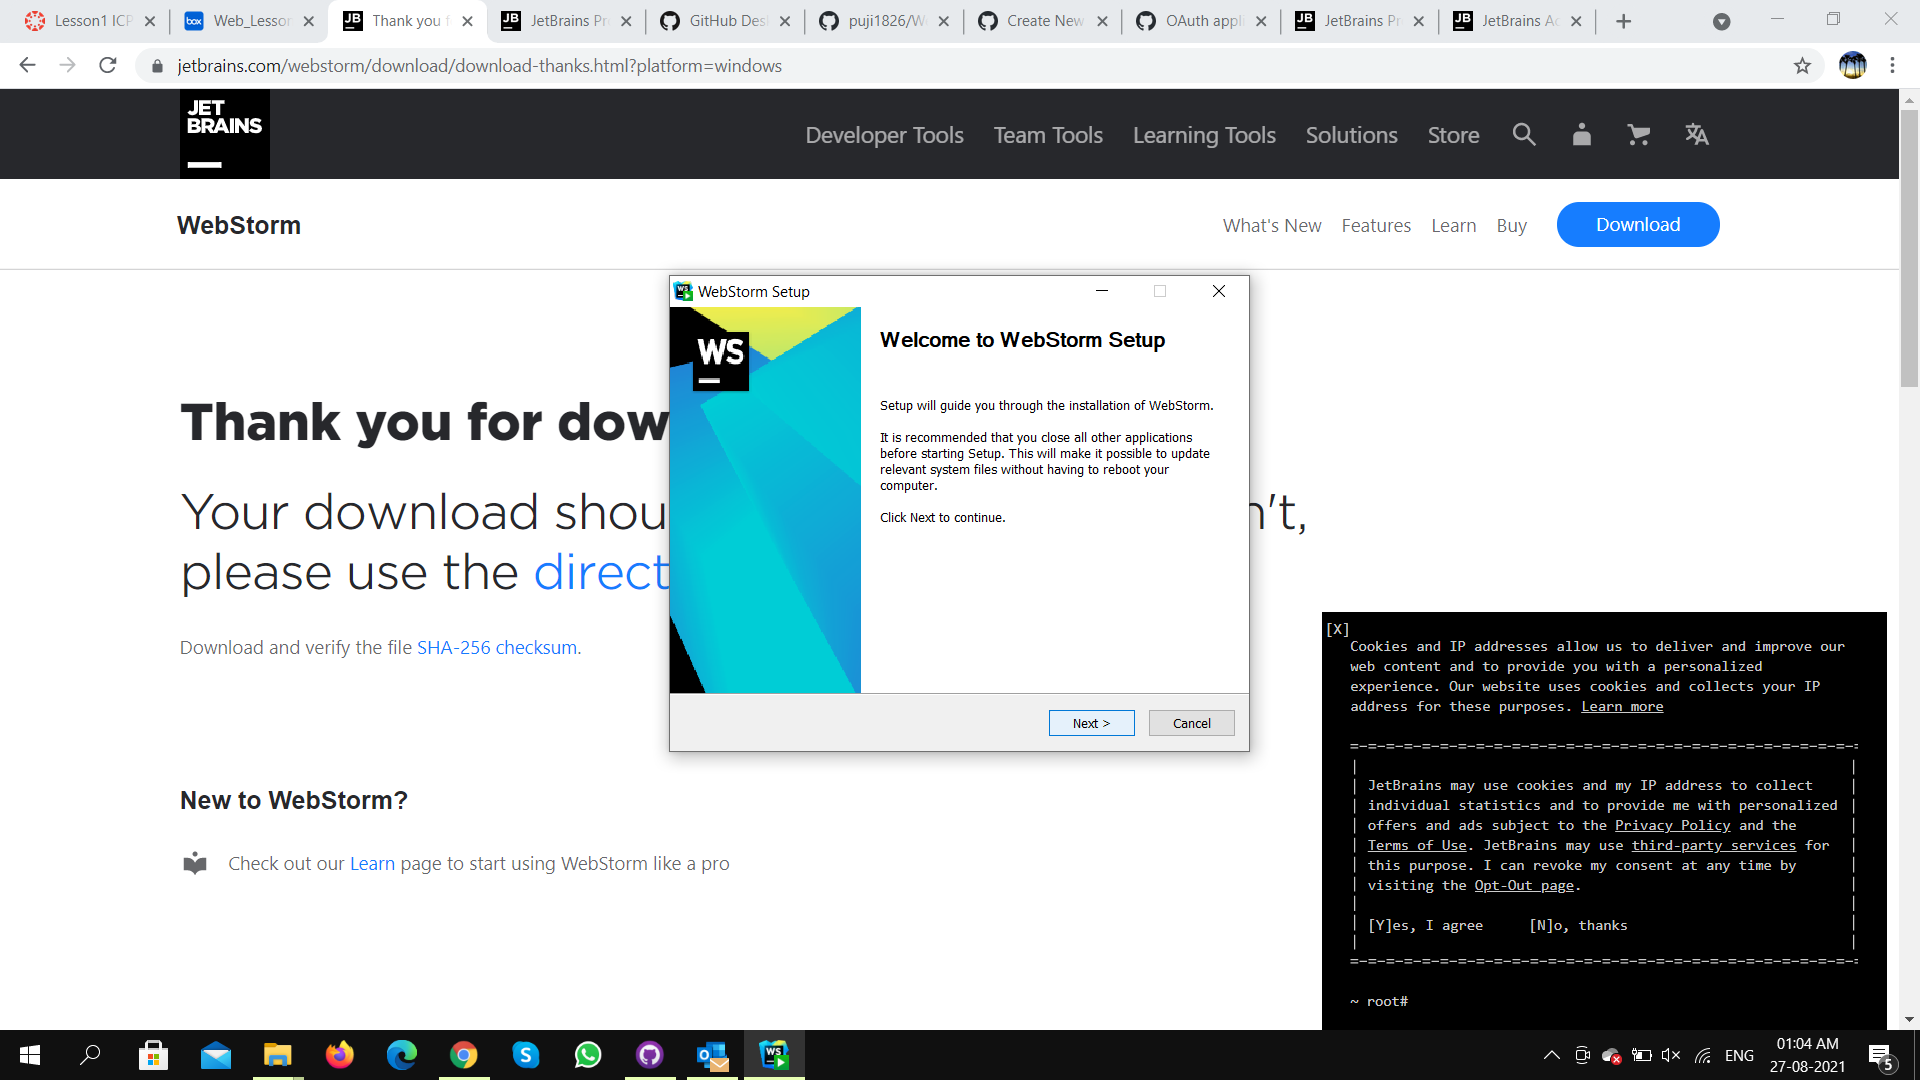 Lesson1 ICP
Web_Lesson
Thank you f
JetBrains Pr
GitHub Des
puji1826/W
Create New
OAuth appl
JetBrains Pr
JetBrains Ac
jetbrains.com/webstorm/download/download-thanks.html?platform=windows
JET
BRAINS
Developer Tools
Team Tools
Learning Tools
Solutions
Store
WebStorm
What's New
Features
Learn
Buy
Download
WebStorm Setup
WS
Welcome to WebStorm Setup
Setup will guide you through the installation of WebStorm.
It is recommended that you close all other applications
before starting Setup. This will make it possible to update
relevant system files without having to reboot your
computer.
Click Next to continue.
Next >
Cancel
Thank you for dow
Your download shou n't,
please use the direct
Download and verify the file SHA-256 checksum.
New to WebStorm?
Check out our Learn page to start using WebStorm like a pro
[X]
Cookies and IP addresses allow us to deliver and improve our
web content and to provide you with a personalized
experience. Our website uses cookies and collects your IP
address for these purposes. Learn more
JetBrains may use cookies and my IP address to collect
individual statistics and to provide me with personalized
offers and ads subject to the Privacy Policy and the
Terms of Use. JetBrains may use third-party services for
this purpose. I can revoke my consent at any time by
visiting the Opt-Out page.
[Y]es, I agree [N]o, thanks
~ root#
ENG
01:04 AM
27-08-2021
5